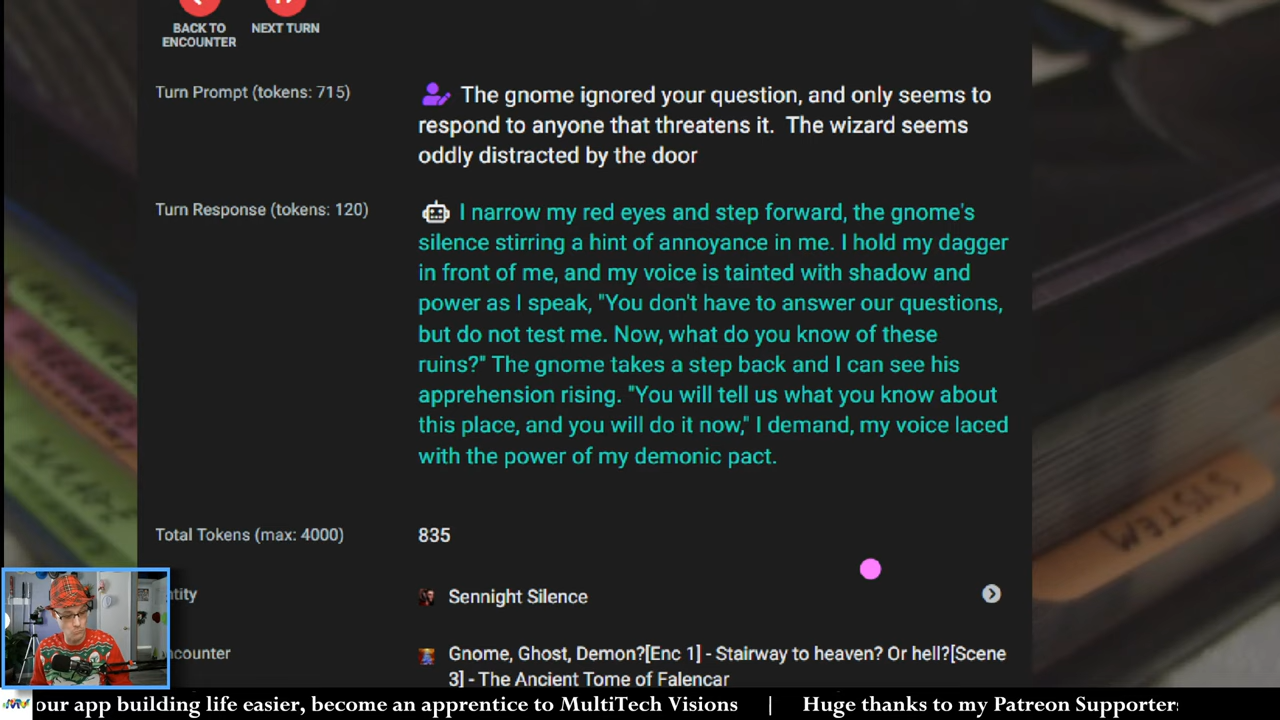 BACK TO
ENCOUNTER
NEXT TURN
Turn Prompt (tokens: 715)
The gnome ignored your question, and only seems to
respond to anyone that threatens it.  The wizard seems
oddly distracted by the door
Turn Response (tokens: 120)
I narrow my red eyes and step forward, the gnome's
silence stirring a hint of annoyance in me. I hold my dagger
in front of me, and my voice is tainted with shadow and
power as I speak, "You don't have to answer our questions,
but do not test me. Now, what do you know of these
ruins?" The gnome takes a step back and I can see his
apprehension rising. "You will tell us what you know about
this place, and you will do it now," I demand, my voice laced
with the power of my demonic pact.
Total Tokens (max: 4000)
835
Sennight Silence
Gnome, Ghost, Demon?[Enc 1] - Stairway to heaven? Or hell?[Scene
3] - The Ancient Tome of Falencar
SYSTEM
our app building life easier, become an apprentice to MultiTech Visions | Huge thanks to my Patreon Supporters